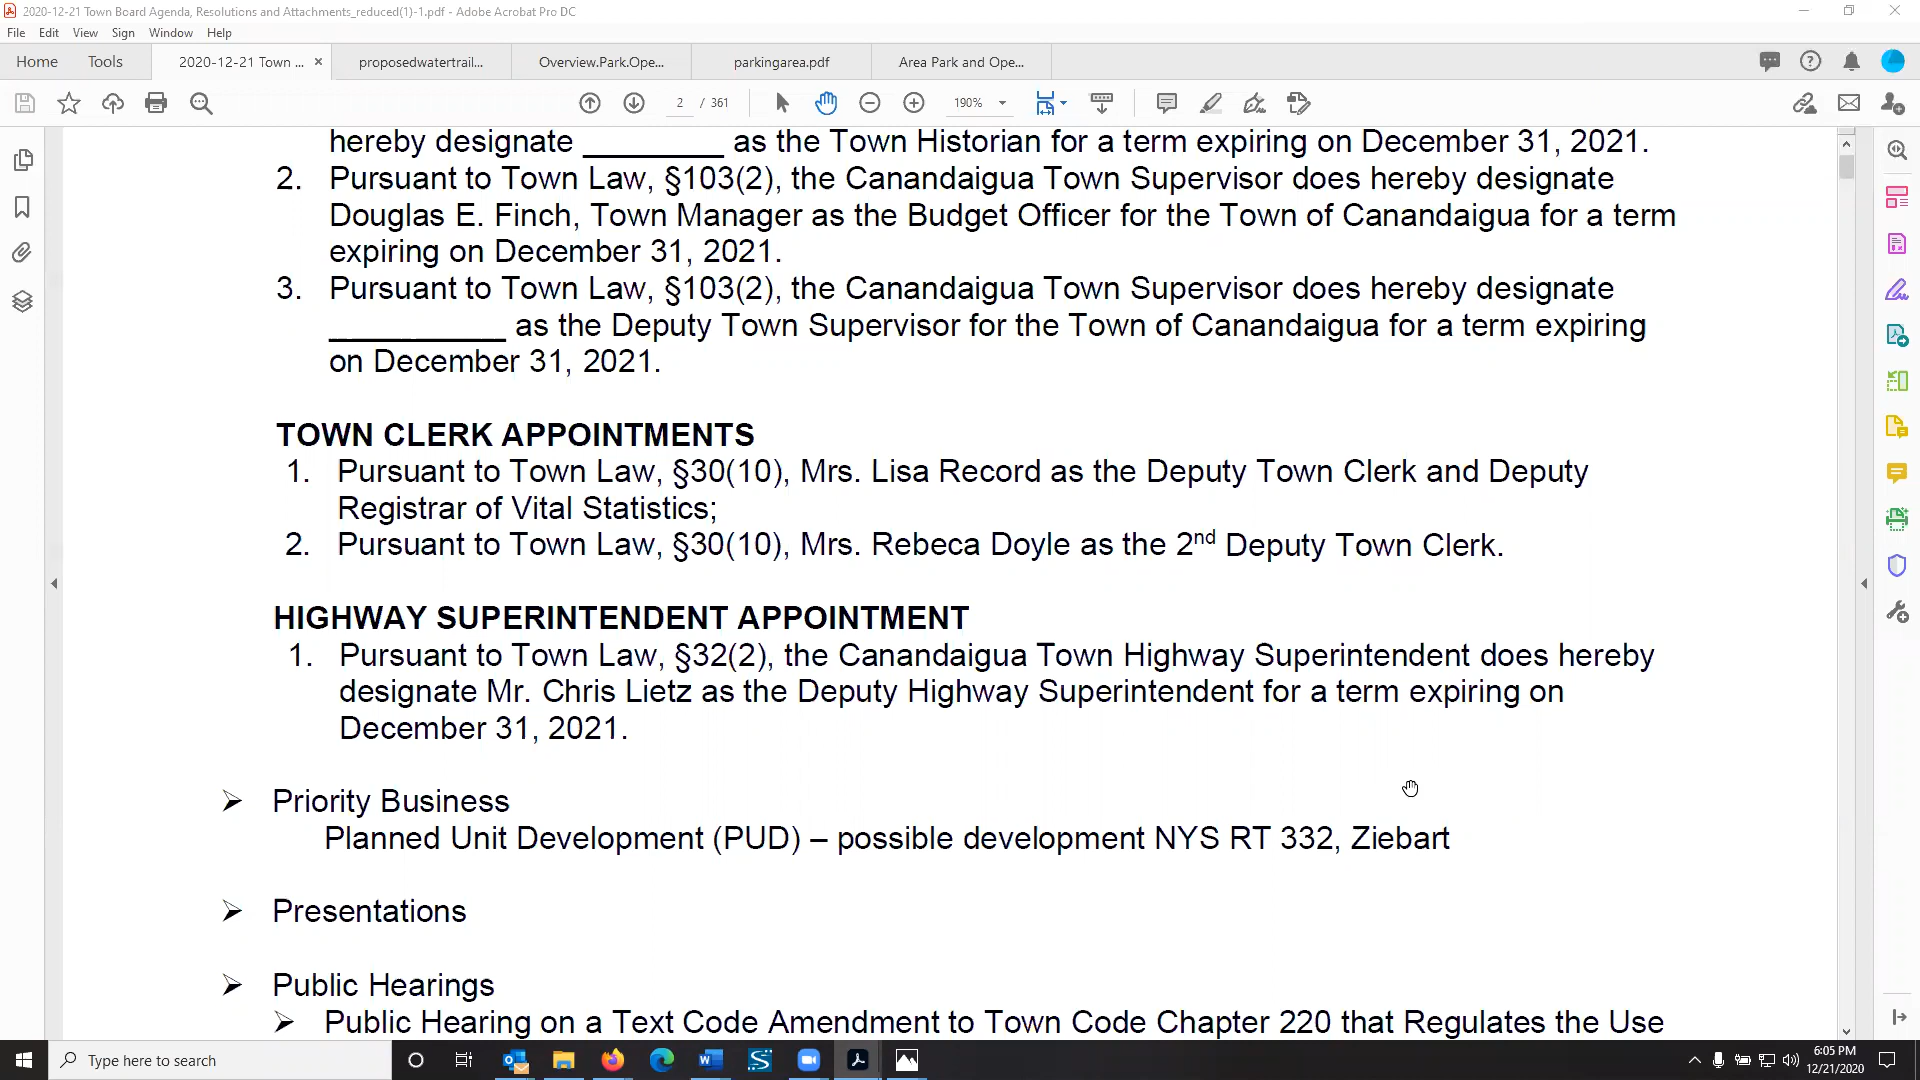 2020-12-21 Town Board Agenda, Resolutions and Attachments_reduced(1)-1.pdf - Adobe Acrobat Pro DC
File Edit View Sign Window Help
Home Tools 2020-12-21 Town ... × proposedwatertrail... Overview.Park.Ope... parkingarea.pdf Area Park and Ope...
2 / 361 190%
hereby designate ________ as the Town Historian for a term expiring on December 31, 2021.
2. Pursuant to Town Law, §103(2), the Canandaigua Town Supervisor does hereby designate
Douglas E. Finch, Town Manager as the Budget Officer for the Town of Canandaigua for a term
expiring on December 31, 2021.
3. Pursuant to Town Law, §103(2), the Canandaigua Town Supervisor does hereby designate
__________ as the Deputy Town Supervisor for the Town of Canandaigua for a term expiring
on December 31, 2021.
TOWN CLERK APPOINTMENTS
1. Pursuant to Town Law, §30(10), Mrs. Lisa Record as the Deputy Town Clerk and Deputy
Registrar of Vital Statistics;
2. Pursuant to Town Law, §30(10), Mrs. Rebeca Doyle as the 2nd Deputy Town Clerk.
HIGHWAY SUPERINTENDENT APPOINTMENT
1. Pursuant to Town Law, §32(2), the Canandaigua Town Highway Superintendent does hereby
designate Mr. Chris Lietz as the Deputy Highway Superintendent for a term expiring on
December 31, 2021.
➢ Priority Business
Planned Unit Development (PUD) – possible development NYS RT 332, Ziebart
➢ Presentations
➢ Public Hearings
➢ Public Hearing on a Text Code Amendment to Town Code Chapter 220 that Regulates the Use
Type here to search
6:05 PM
12/21/2020